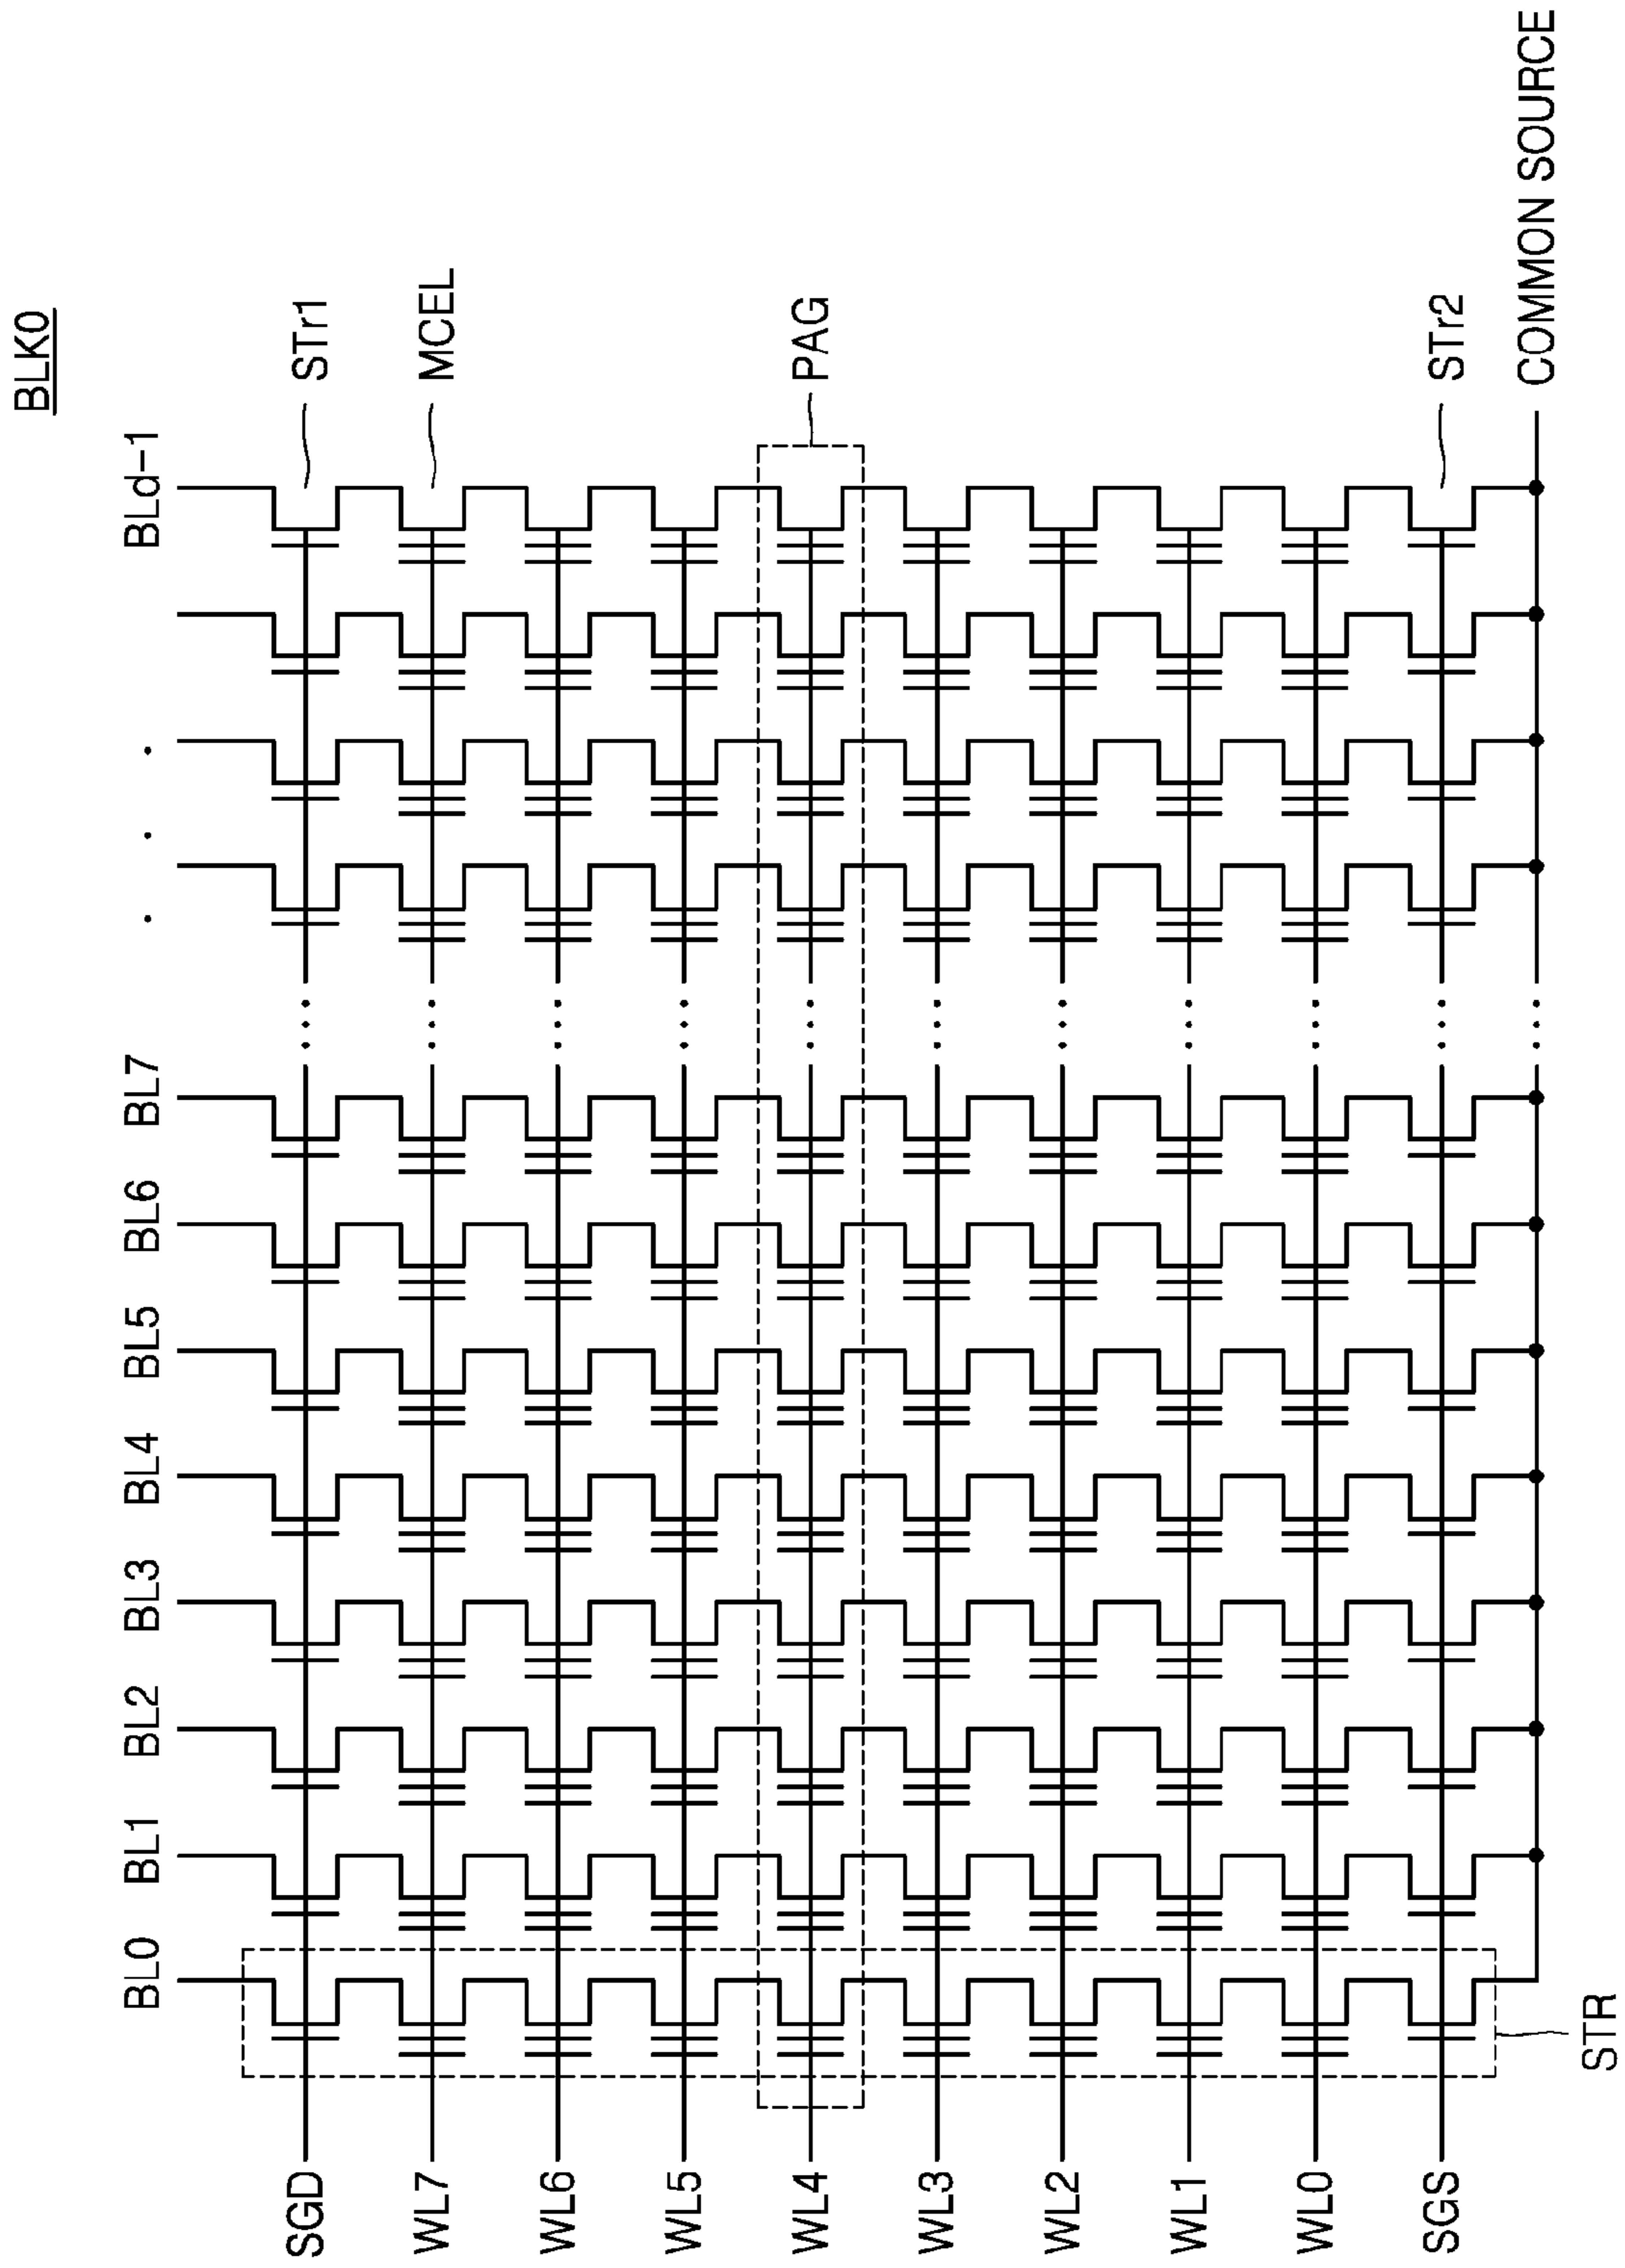 BLK0
BL0 BL1 BL2 BL3 BL4 BL5 BL6 BL7 . . . BLd-1
SGD STr1
WL7 MCEL
WL6
WL5
WL4 PAG
WL3
WL2
WL1
WL0
SGS STr2
COMMON SOURCE
STR